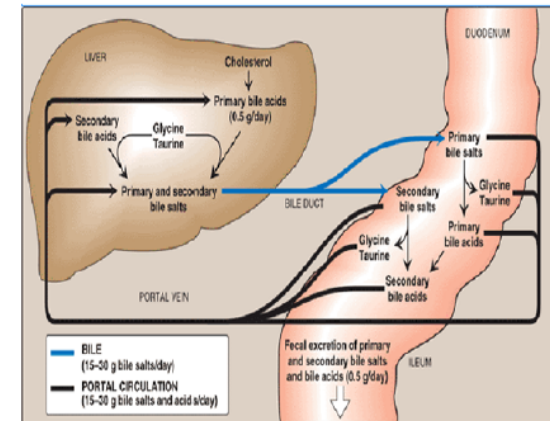 LIVER
Cholesterol
Primary bile acids
(0.5 g/day)
Secondary
bile acids
Glycine
Taurine
Primary and secondary
bile salts
BILE DUCT
PORTAL VEIN
DUODENUM
Primary
bile salts
Glycine
Taurine
Primary
bile acids
Secondary
bile salts
Glycine
Taurine
Secondary
bile acids
Fecal excretion of primary
and secondary bile salts
and bile acids (0.5 g/day)
ILEUM
BILE
(15–30 g bile salts/day)
PORTAL CIRCULATION
(15–30 g bile salts and acids/day)